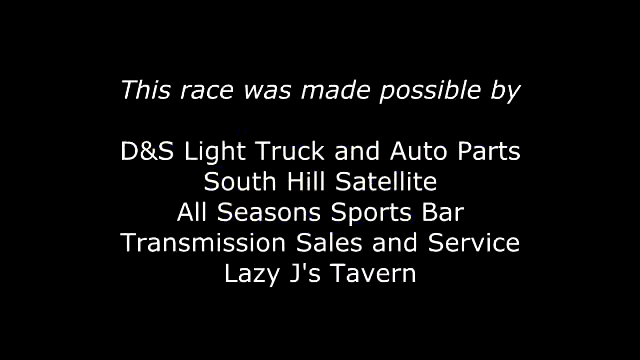 This race was made possible by
D&S Light Truck and Auto Parts
South Hill Satellite
All Seasons Sports Bar
Transmission Sales and Service
Lazy J's Tavern